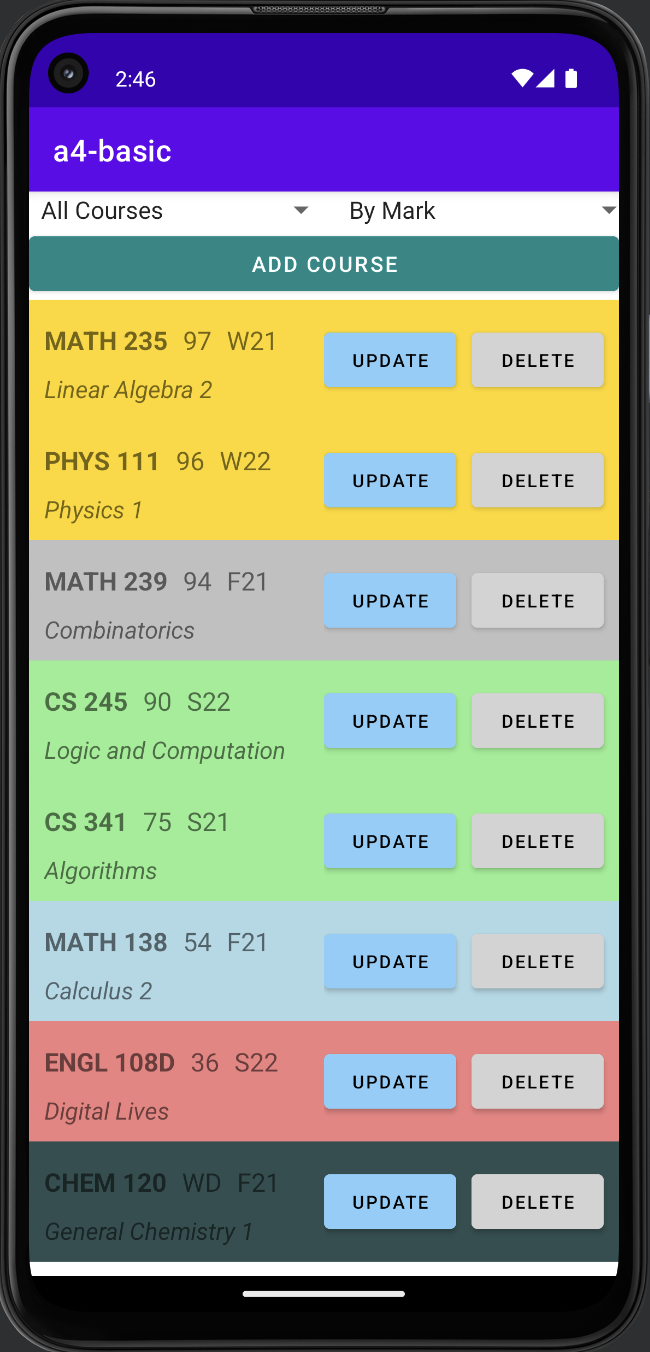 2:46
a4-basic
All Courses By Mark
ADD COURSE
MATH 235 97 W21 UPDATE DELETE
Linear Algebra 2
PHYS 111 96 W22 UPDATE DELETE
Physics 1
MATH 239 94 F21 UPDATE DELETE
Combinatorics
CS 245 90 S22 UPDATE DELETE
Logic and Computation
CS 341 75 S21 UPDATE DELETE
Algorithms
MATH 138 54 F21 UPDATE DELETE
Calculus 2
ENGL 108D 36 S22 UPDATE DELETE
Digital Lives
CHEM 120 WD F21 UPDATE DELETE
General Chemistry 1